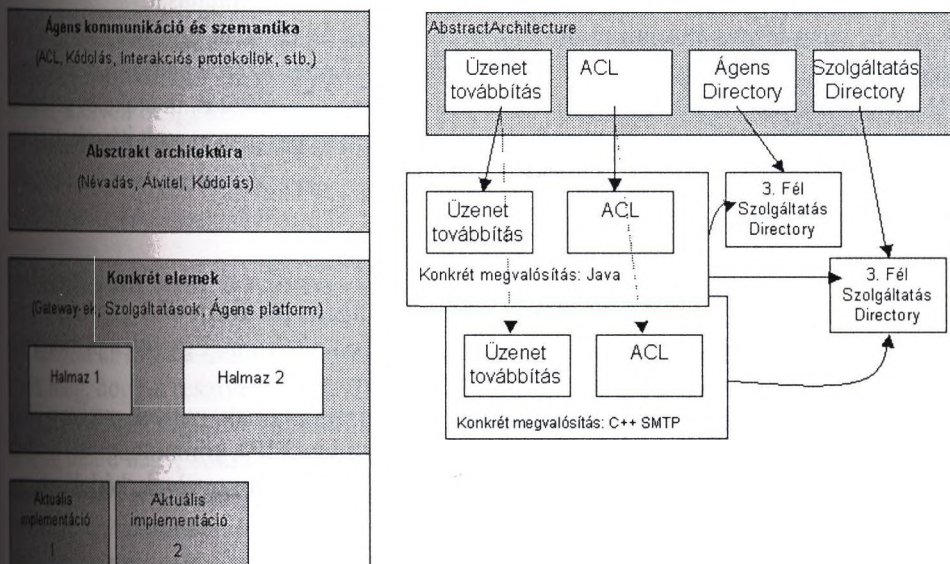 Ágens kommunikáció és szemantika
(ACL, Kódolás, Interakciós protokollok, stb.)
Absztrakt architektúra
(Névadás, Átvitel, Kódolás)
Konkrét elemek
(Gateway-ek, Szolgáltatások, Ágens platform)
Halmaz 1
Halmaz 2
Aktuális
implementáció
1
Aktuális
implementáció
2
AbstractArchitecture
Üzenet
továbbítás
ACL
Ágens
Directory
Szolgáltatás
Directory
Üzenet
továbbítás
ACL
Konkrét megvalósítás: Java
3. Fél
Szolgáltatás
Directory
3. Fél
Szolgáltatás
Directory
Üzenet
továbbítás
ACL
Konkrét megvalósítás: C++ SMTP